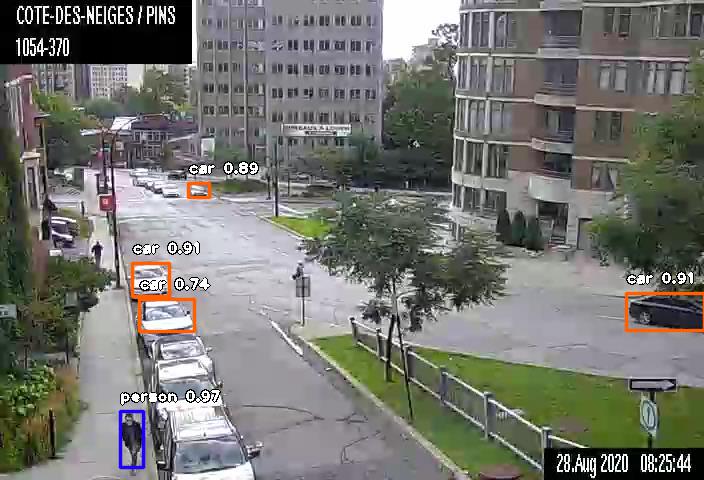 COTE-DES-NEIGES / PINS
1054-370
car 0.89
car 0.91
car 0.74
car 0.91
person 0.97
28.Aug 2020 08:25:44